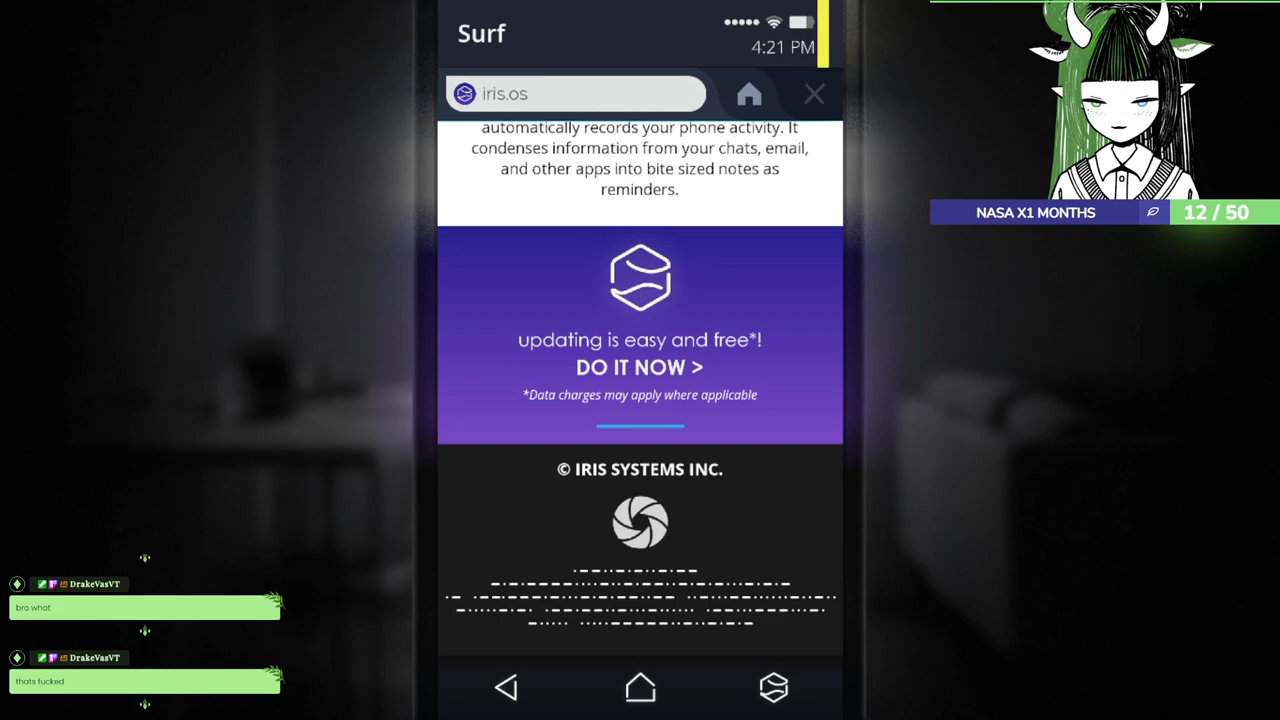 Surf
4:21 PM
iris.os
automatically records your phone activity. It
condenses information from your chats, email,
and other apps into bite sized notes as
reminders.
updating is easy and free*!
DO IT NOW >
*Data charges may apply where applicable
© IRIS SYSTEMS INC.
NASA X1 MONTHS
12 / 50
DrakeVasVT
bro what
DrakeVasVT
thats fucked